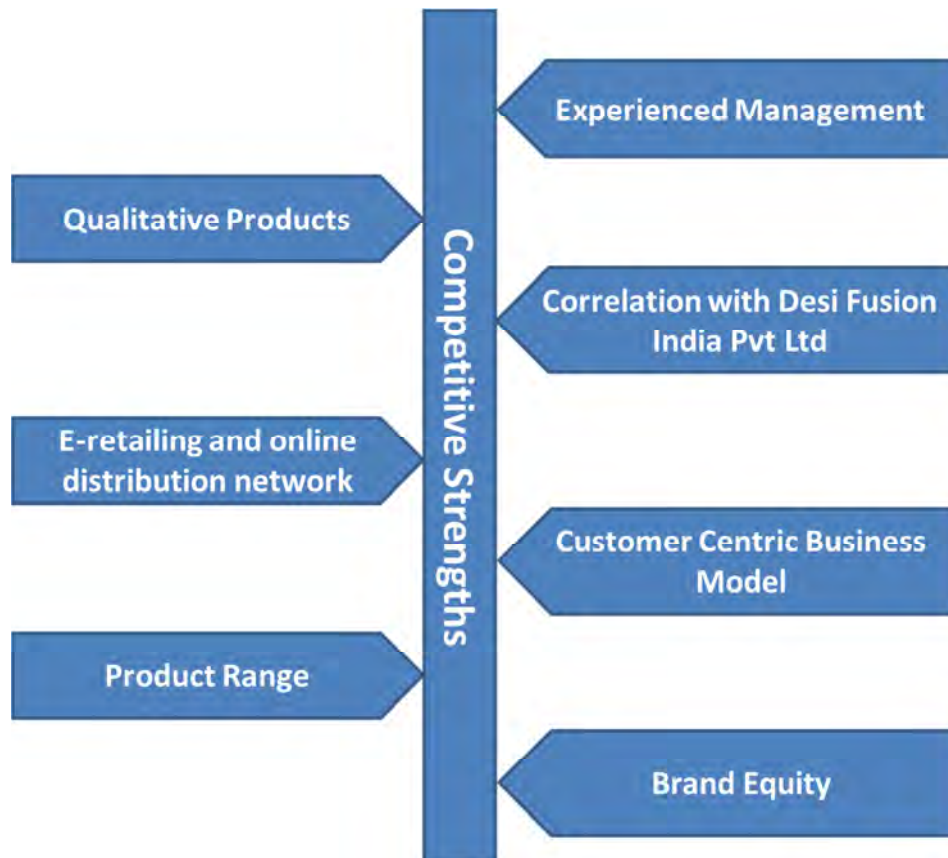 Experienced Management
Qualitative Products
Competitive Strengths
Correlation with Desi Fusion
India Pvt Ltd
E-retailing and online
distribution network
Customer Centric Business
Model
Product Range
Brand Equity